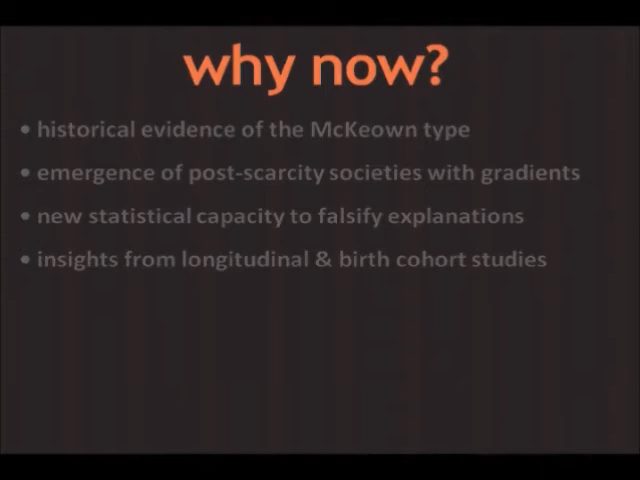 why now?
• historical evidence of the McKeown type
• emergence of post-scarcity societies with gradients
• new statistical capacity to falsify explanations
• insights from longitudinal & birth cohort studies